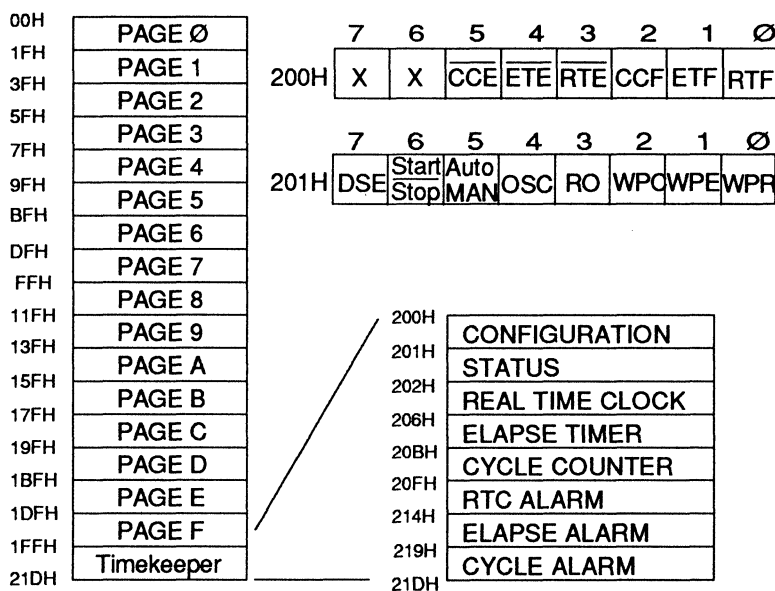 00H
PAGE Ø
1FH
PAGE 1
3FH
PAGE 2
5FH
PAGE 3
7FH
PAGE 4
9FH
PAGE 5
BFH
PAGE 6
DFH
PAGE 7
FFH
PAGE 8
11FH
PAGE 9
13FH
PAGE A
15FH
PAGE B
17FH
PAGE C
19FH
PAGE D
1BFH
PAGE E
1DFH
PAGE F
1FFH
Timekeeper
21DH
7 6 5 4 3 2 1 Ø
200H X X CCE ETE RTE CCF ETF RTF
7 6 5 4 3 2 1 Ø
201H DSE Start Stop Auto MAN OSC RO WPC WPE WPR
200H
CONFIGURATION
201H
STATUS
202H
REAL TIME CLOCK
206H
ELAPSE TIMER
20BH
CYCLE COUNTER
20FH
RTC ALARM
214H
ELAPSE ALARM
219H
CYCLE ALARM
21DH